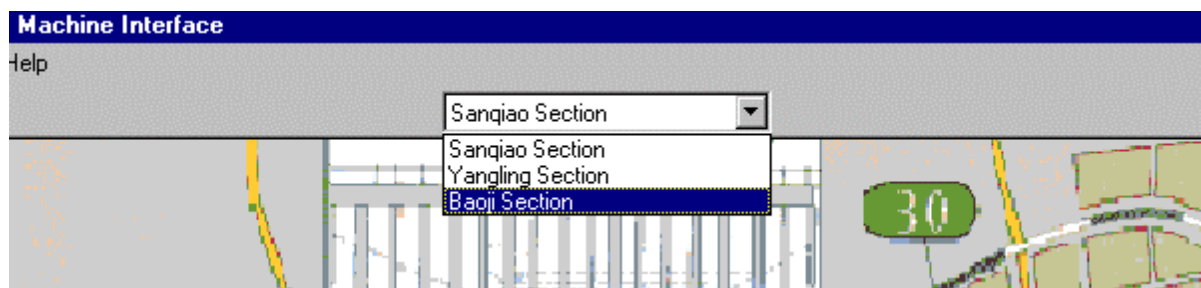 Machine Interface
Help
Sanqiao Section
Sanqiao Section
Yangling Section
Baoji Section
30